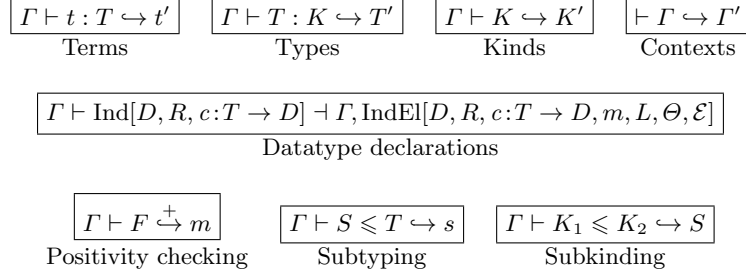 Γ ⊢ t : T ↪ t′ Γ ⊢ T : K ↪ T′ Γ ⊢ K ↪ K′ ⊢ Γ ↪ Γ′
Terms Types Kinds Contexts
Γ ⊢ Ind[D, R, c : T → D] ⊣ Γ, IndEl[D, R, c : T → D, m, L, Θ, ℰ]
Datatype declarations
Γ ⊢ F ↪⁺ m Γ ⊢ S ⩽ T ↪ s Γ ⊢ K₁ ⩽ K₂ ↪ S
Positivity checking Subtyping Subkinding